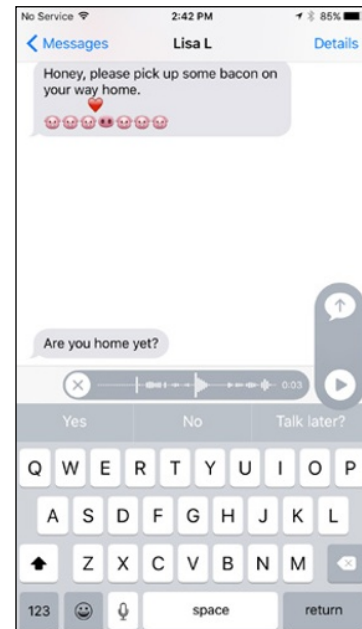 No Service 2:42 PM 85%
Messages Lisa L Details
Honey, please pick up some bacon on
your way home.
Are you home yet?
0:03
Yes No Talk later?
Q W E R T Y U I O P
A S D F G H J K L
Z X C V B N M
123 space return